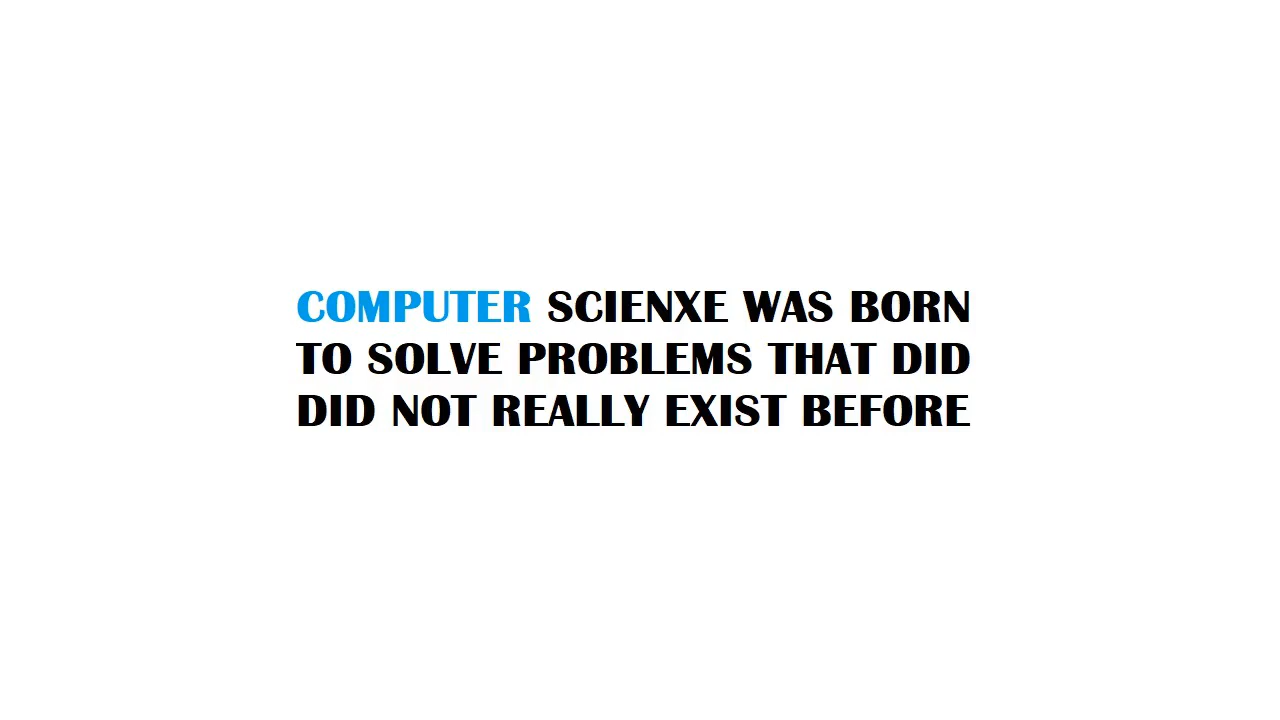 COMPUTER SCIENXE WAS BORN
TO SOLVE PROBLEMS THAT DID
DID NOT REALLY EXIST BEFORE